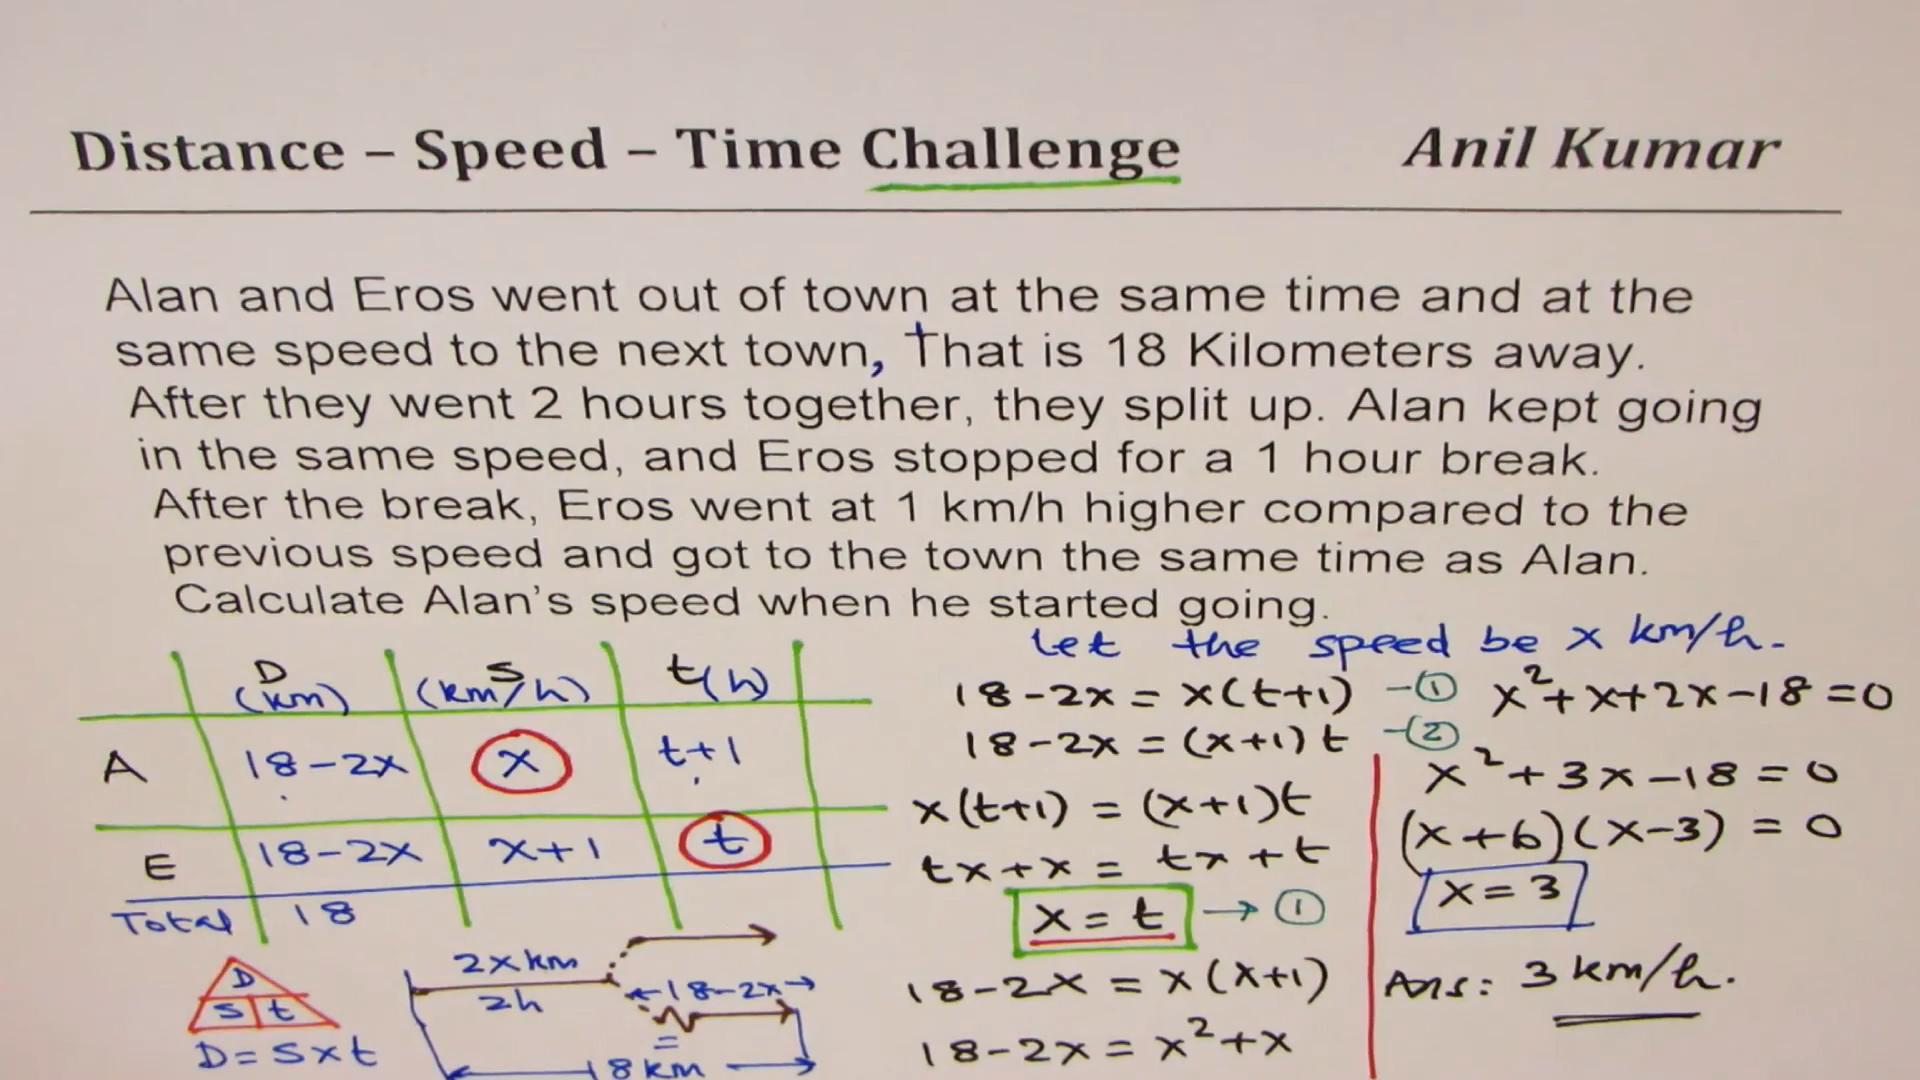 Distance – Speed – Time Challenge
Anil Kumar
Alan and Eros went out of town at the same time and at the
same speed to the next town, That is 18 Kilometers away.
After they went 2 hours together, they split up. Alan kept going
in the same speed, and Eros stopped for a 1 hour break.
After the break, Eros went at 1 km/h higher compared to the
previous speed and got to the town the same time as Alan.
Calculate Alan's speed when he started going.
D (km) S (km/h) t(h)
A 18-2x x t+1
E 18-2x x+1 t
Total 18
D
S t
D = S x t
2x km
2h
18-2x
=
18 km
Let the speed be x km/h.
18-2x = x(t+1) -①
18-2x = (x+1)t -②
x(t+1) = (x+1)t
tx+x = tx+t
x = t → ①
18-2x = x(x+1)
18-2x = x²+x
x²+x+2x-18=0
x²+3x-18=0
(x+6)(x-3)=0
x=3
Ans: 3 km/h.